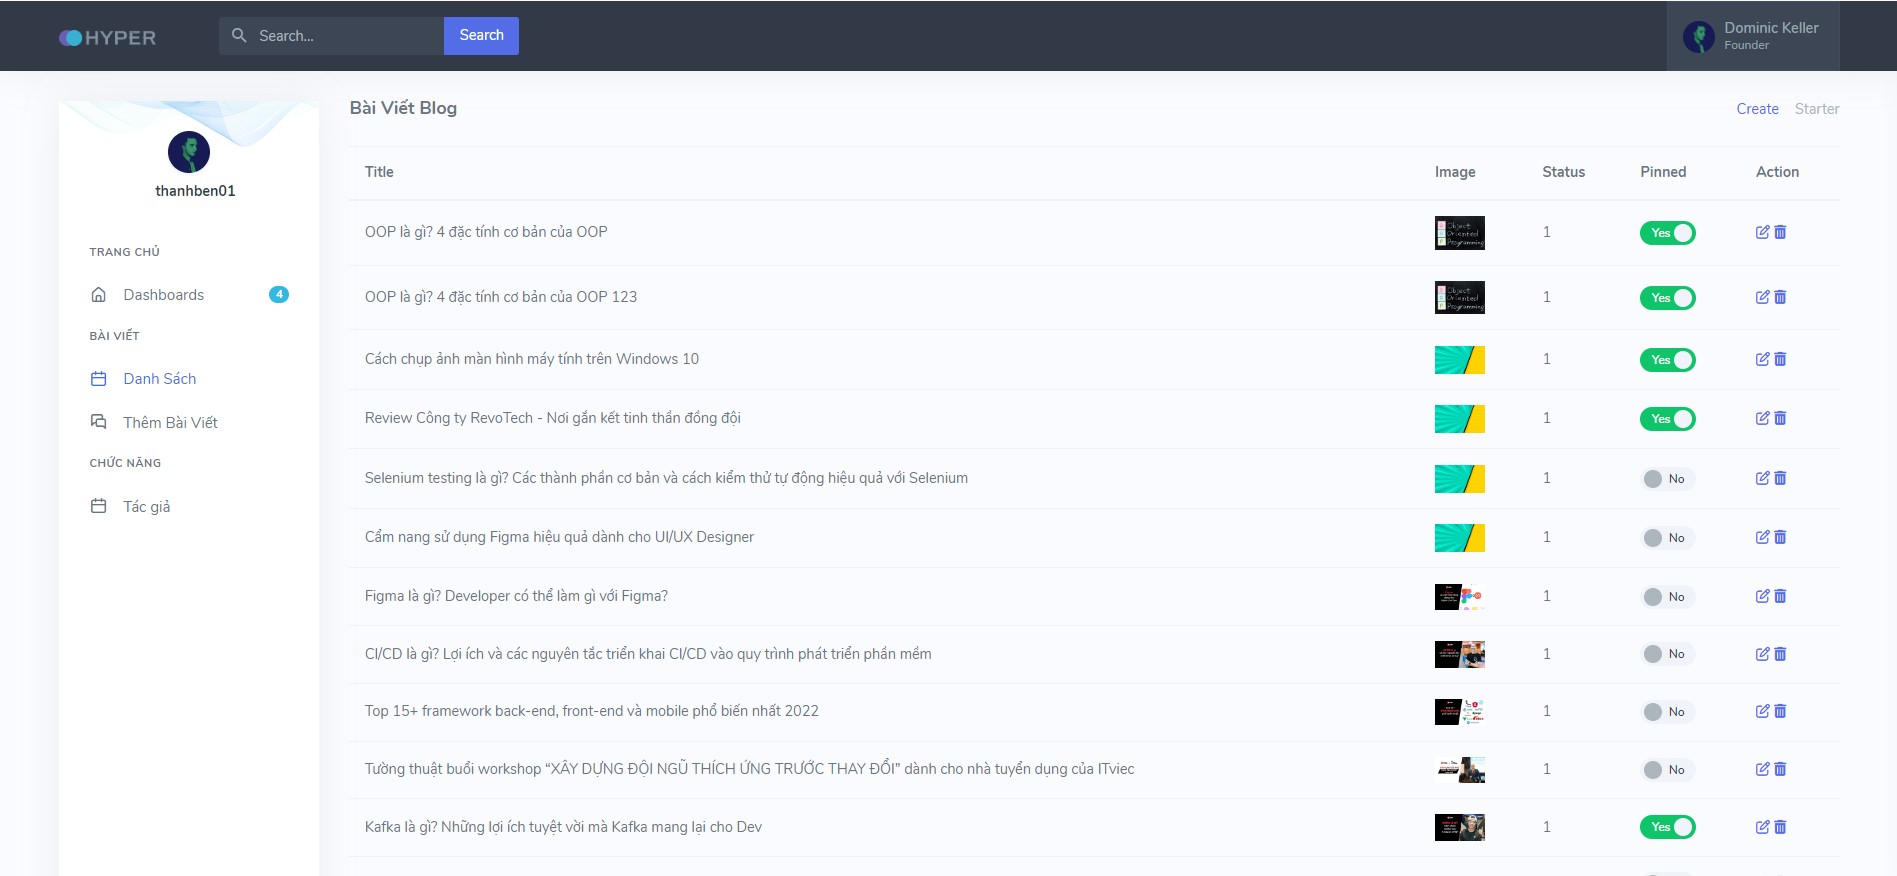 HYPER
Search...
Search
Dominic Keller
Founder
thanhben01
TRANG CHỦ
Dashboards 4
BÀI VIẾT
Danh Sách
Thêm Bài Viết
CHỨC NĂNG
Tác giả
Bài Viết Blog
Create Starter
Title Image Status Pinned Action
OOP là gì? 4 đặc tính cơ bản của OOP Object Oriented Programming 1 Yes
OOP là gì? 4 đặc tính cơ bản của OOP 123 Object Oriented Programming 1 Yes
Cách chụp ảnh màn hình máy tính trên Windows 10 1 Yes
Review Công ty RevoTech - Nơi gắn kết tinh thần đồng đội 1 Yes
Selenium testing là gì? Các thành phần cơ bản và cách kiểm thử tự động hiệu quả với Selenium 1 No
Cẩm nang sử dụng Figma hiệu quả dành cho UI/UX Designer 1 No
Figma là gì? Developer có thể làm gì với Figma? 1 No
CI/CD là gì? Lợi ích và các nguyên tắc triển khai CI/CD vào quy trình phát triển phần mềm 1 No
Top 15+ framework back-end, front-end và mobile phổ biến nhất 2022 1 No
Tường thuật buổi workshop “XÂY DỰNG ĐỘI NGŨ THÍCH ỨNG TRƯỚC THAY ĐỔI” dành cho nhà tuyển dụng của ITviec 1 No
Kafka là gì? Những lợi ích tuyệt vời mà Kafka mang lại cho Dev 1 Yes